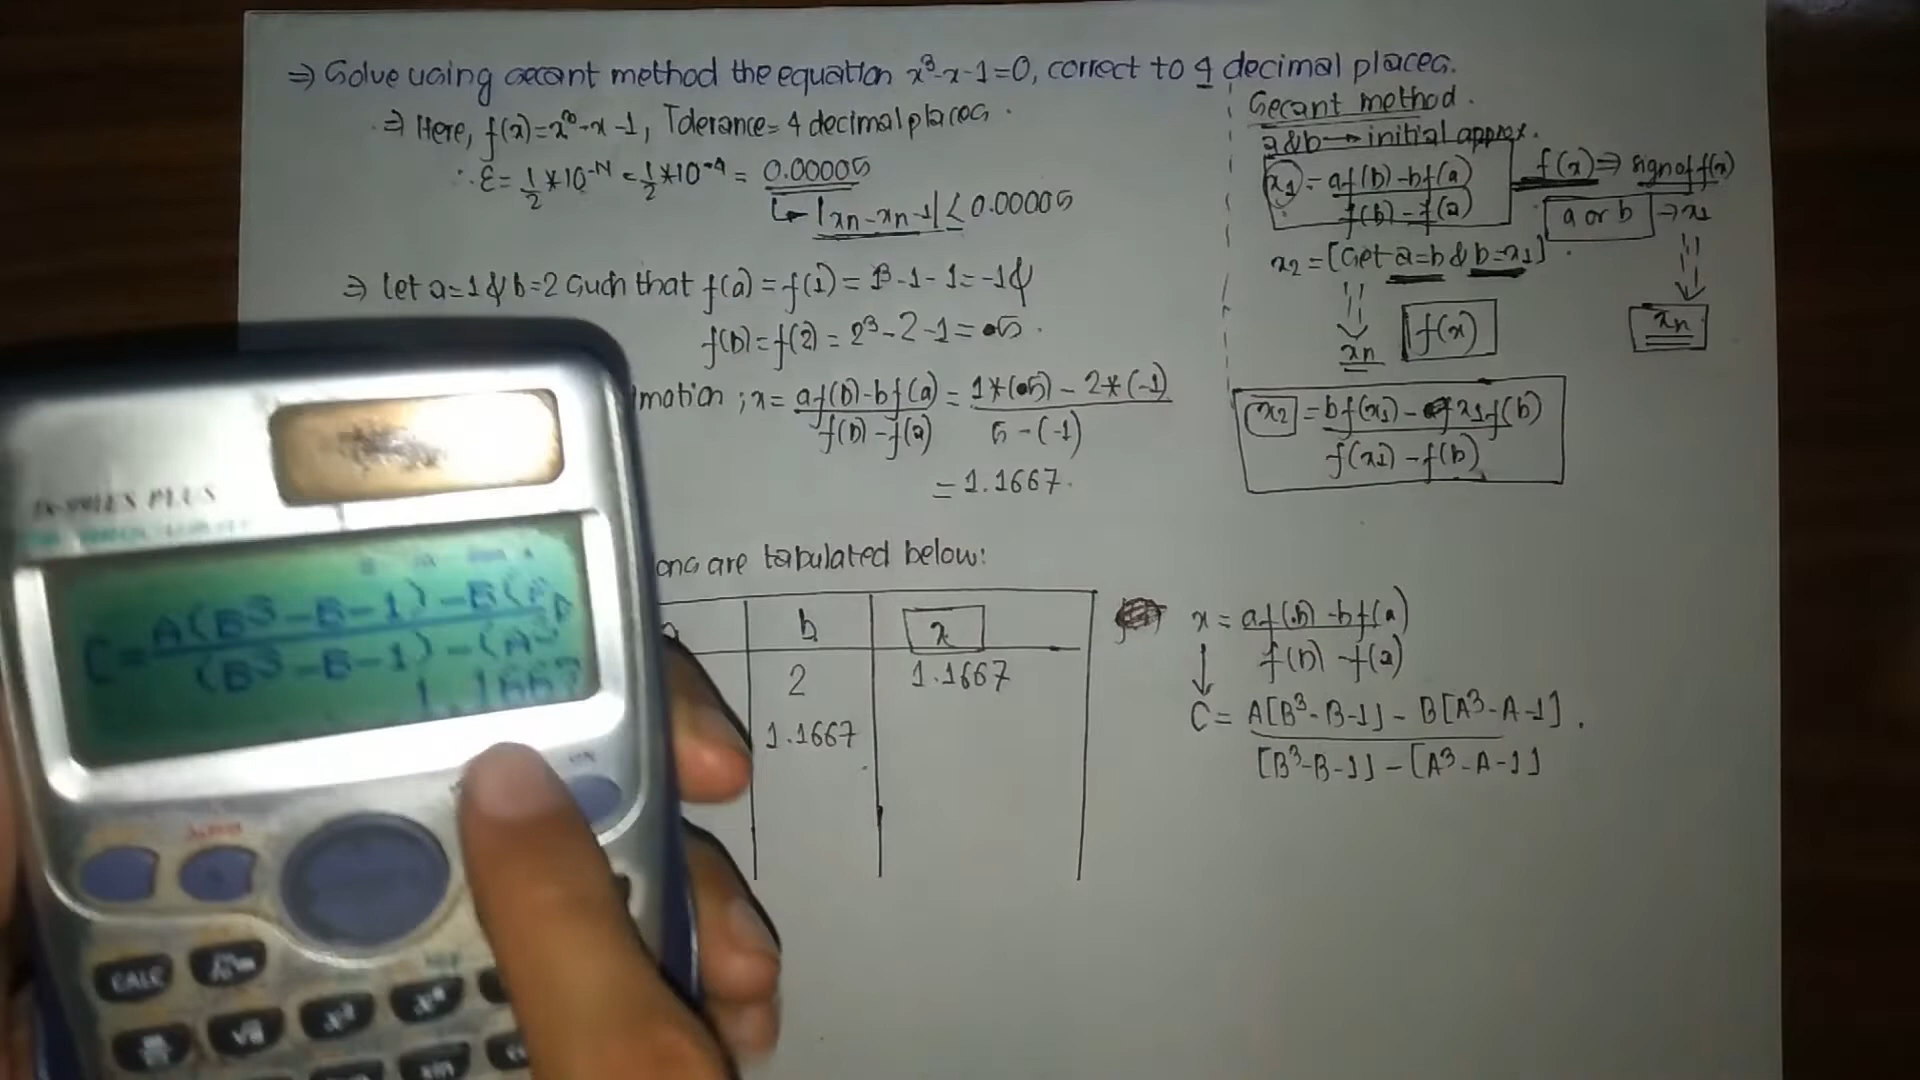 ⇒ Solve using secant method the equation x³-x-1=0, correct to 4 decimal places.
⇒ Here, f(x)=x³-x-1, Tolerance= 4 decimal places.
∴ε= 1/2 *10^-N = 1/2 *10^-4 = 0.00005
↳ |xn-xn-1| ≤ 0.00005
⇒ let a=1 & b=2 such that f(a) = f(1) = 1³-1-1=-1 &
f(b)=f(2) = 2³-2-1=5.
mation ; x= af(b)-bf(a) / f(b)-f(a) = 1*(5) - 2*(-1) / 5-(-1)
= 1.1667.
ons are tabulated below:
b x
2 1.1667
1.1667
Secant method.
a&b → initial approx.
x1 = af(b)-bf(a) / f(b)-f(a) f(x) ⇒ sign of f(x)
a or b → x1
x2 = [Get a=b & b=x1].
xn f(x) xn
x2 = bf(x1)-x1f(b) / f(x1)-f(b)
x= af(b)-bf(a) / f(b)-f(a)
↓
C= A[B³-B-1]-B[A³-A-1] / [B³-B-1]-[A³-A-1].
PLUS
C=A(B³-B-1)-B(
(B³-B-1)-(A³
1.1667
ON
CALC